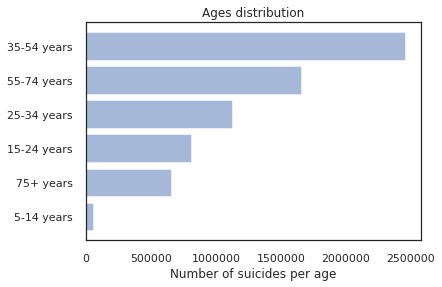 Ages distribution
35-54 years
55-74 years
25-34 years
15-24 years
75+ years
5-14 years
0 500000 1000000 1500000 2000000 2500000
Number of suicides per age